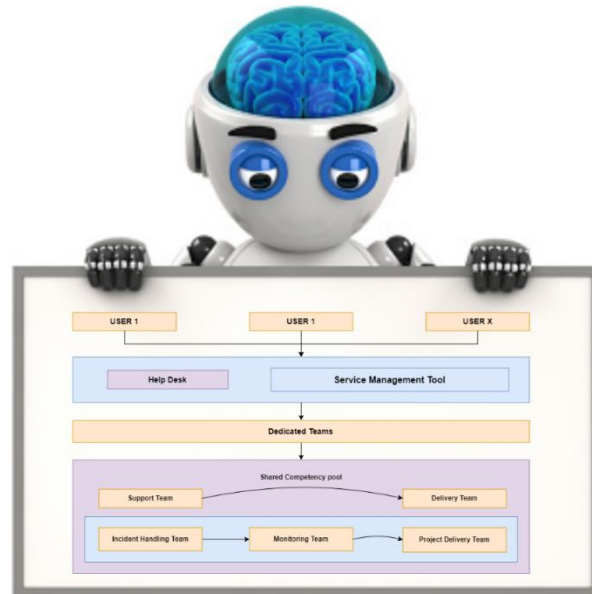 USER 1
USER 1
USER X
Help Desk
Service Management Tool
Dedicated Teams
Shared Competency pool
Support Team
Delivery Team
Incident Handling Team
Monitoring Team
Project Delivery Team